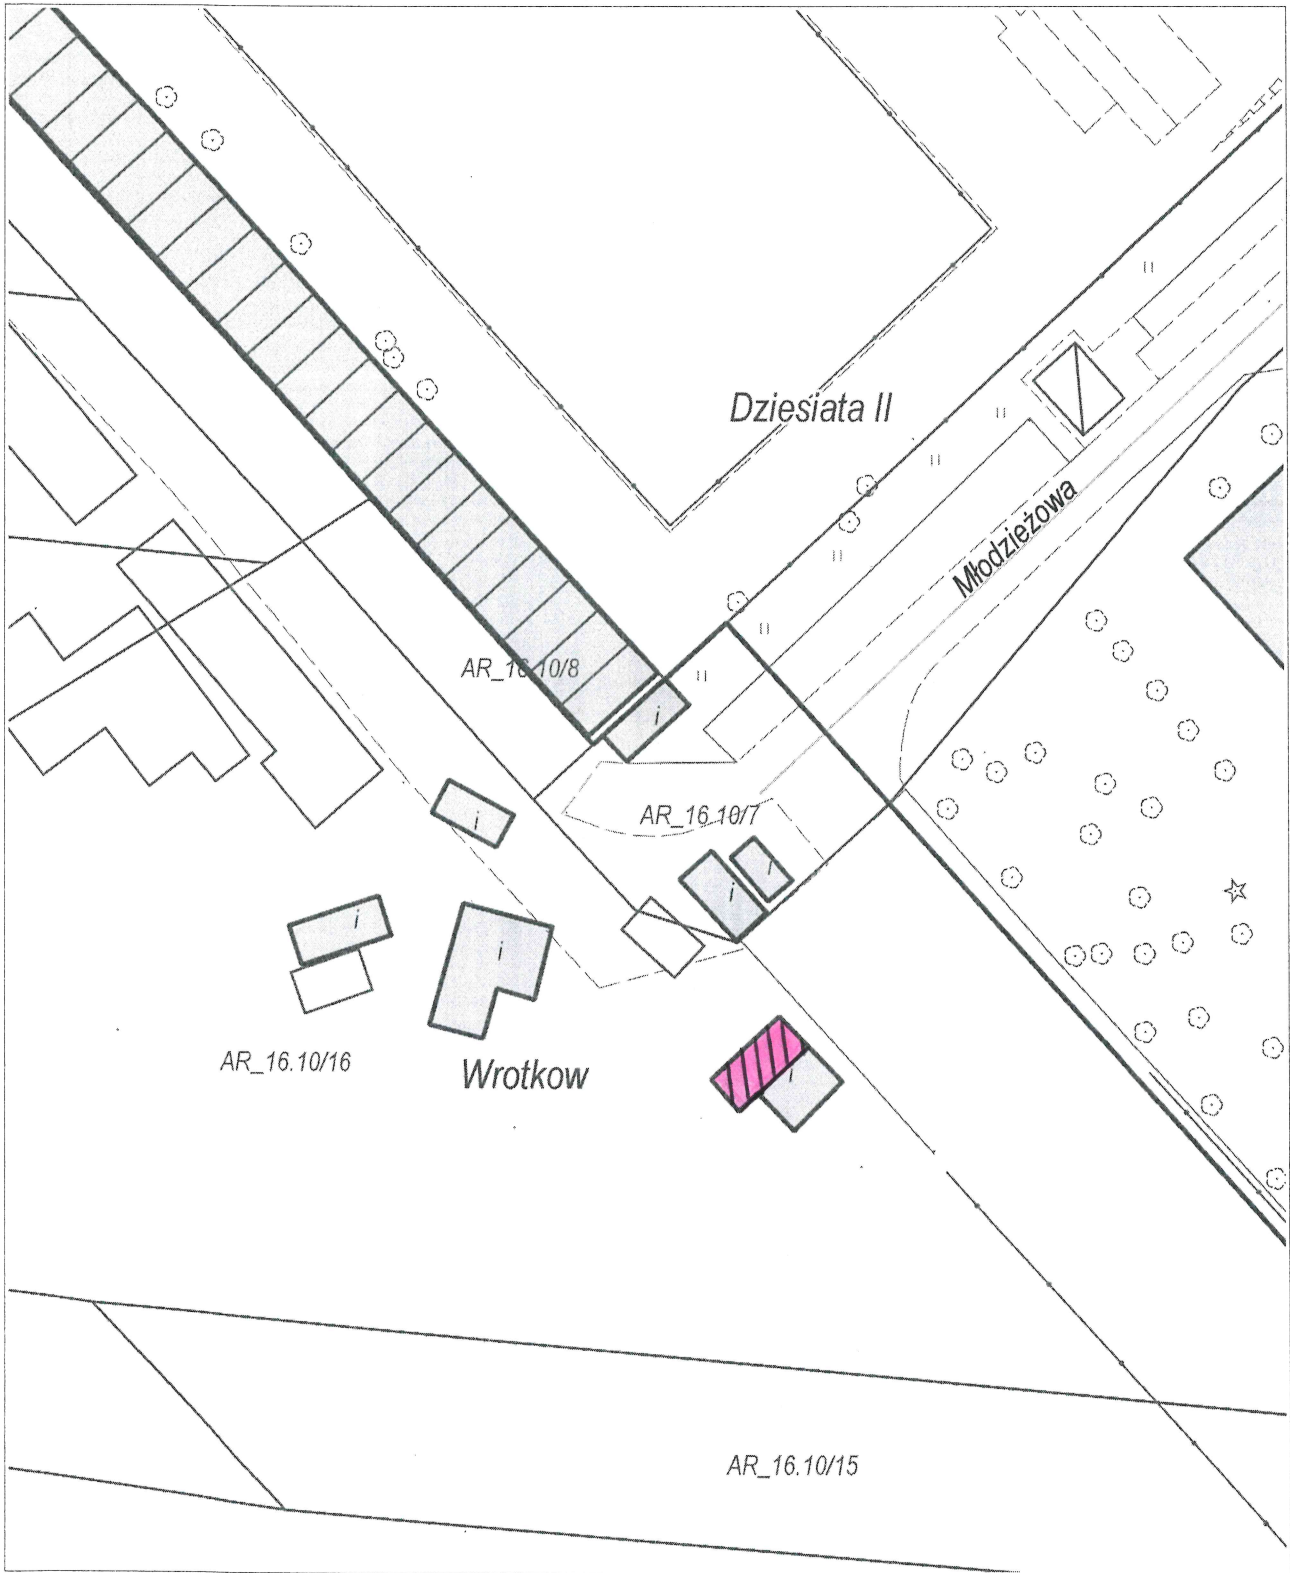 Dziesiata II
Młodzieżowa
AR_16.10/8
i
AR_16.10/7
i
i
i
i
i
AR_16.10/16
Wrotkow
i
AR_16.10/15